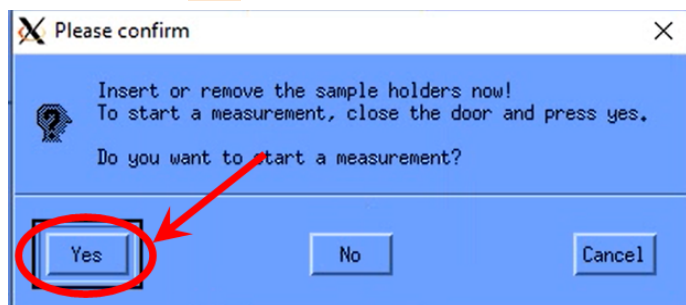 Please confirm
Insert or remove the sample holders now!
To start a measurement, close the door and press yes.
Do you want to start a measurement?
Yes
No
Cancel